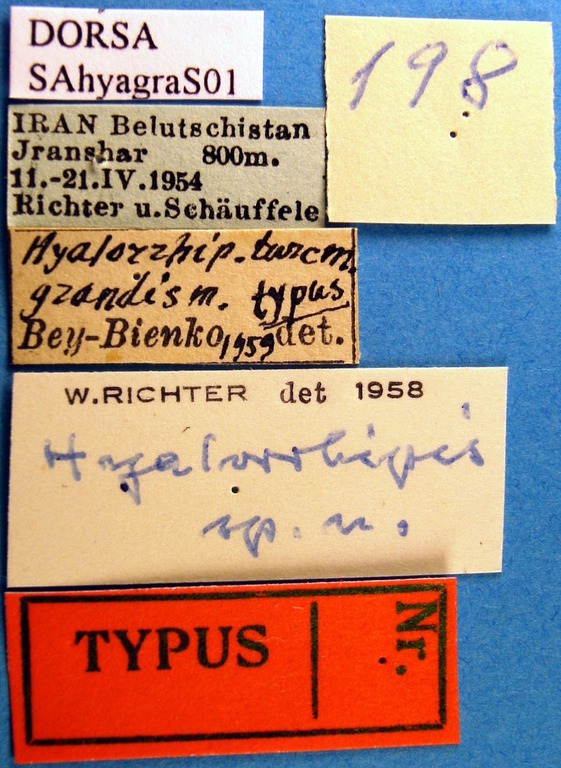 DORSA
SAhyagraS01
198
IRAN Belutschistan
Jranshar 800m.
11.-21.IV.1954
Richter u.Schäuffele
Hyalorrhip. turcm.
grandis m. typus
Bey-Bienko, 1959 det.
W.RICHTER det 1958
Hyalorrhipis
sp. n.
TYPUS
Nr.